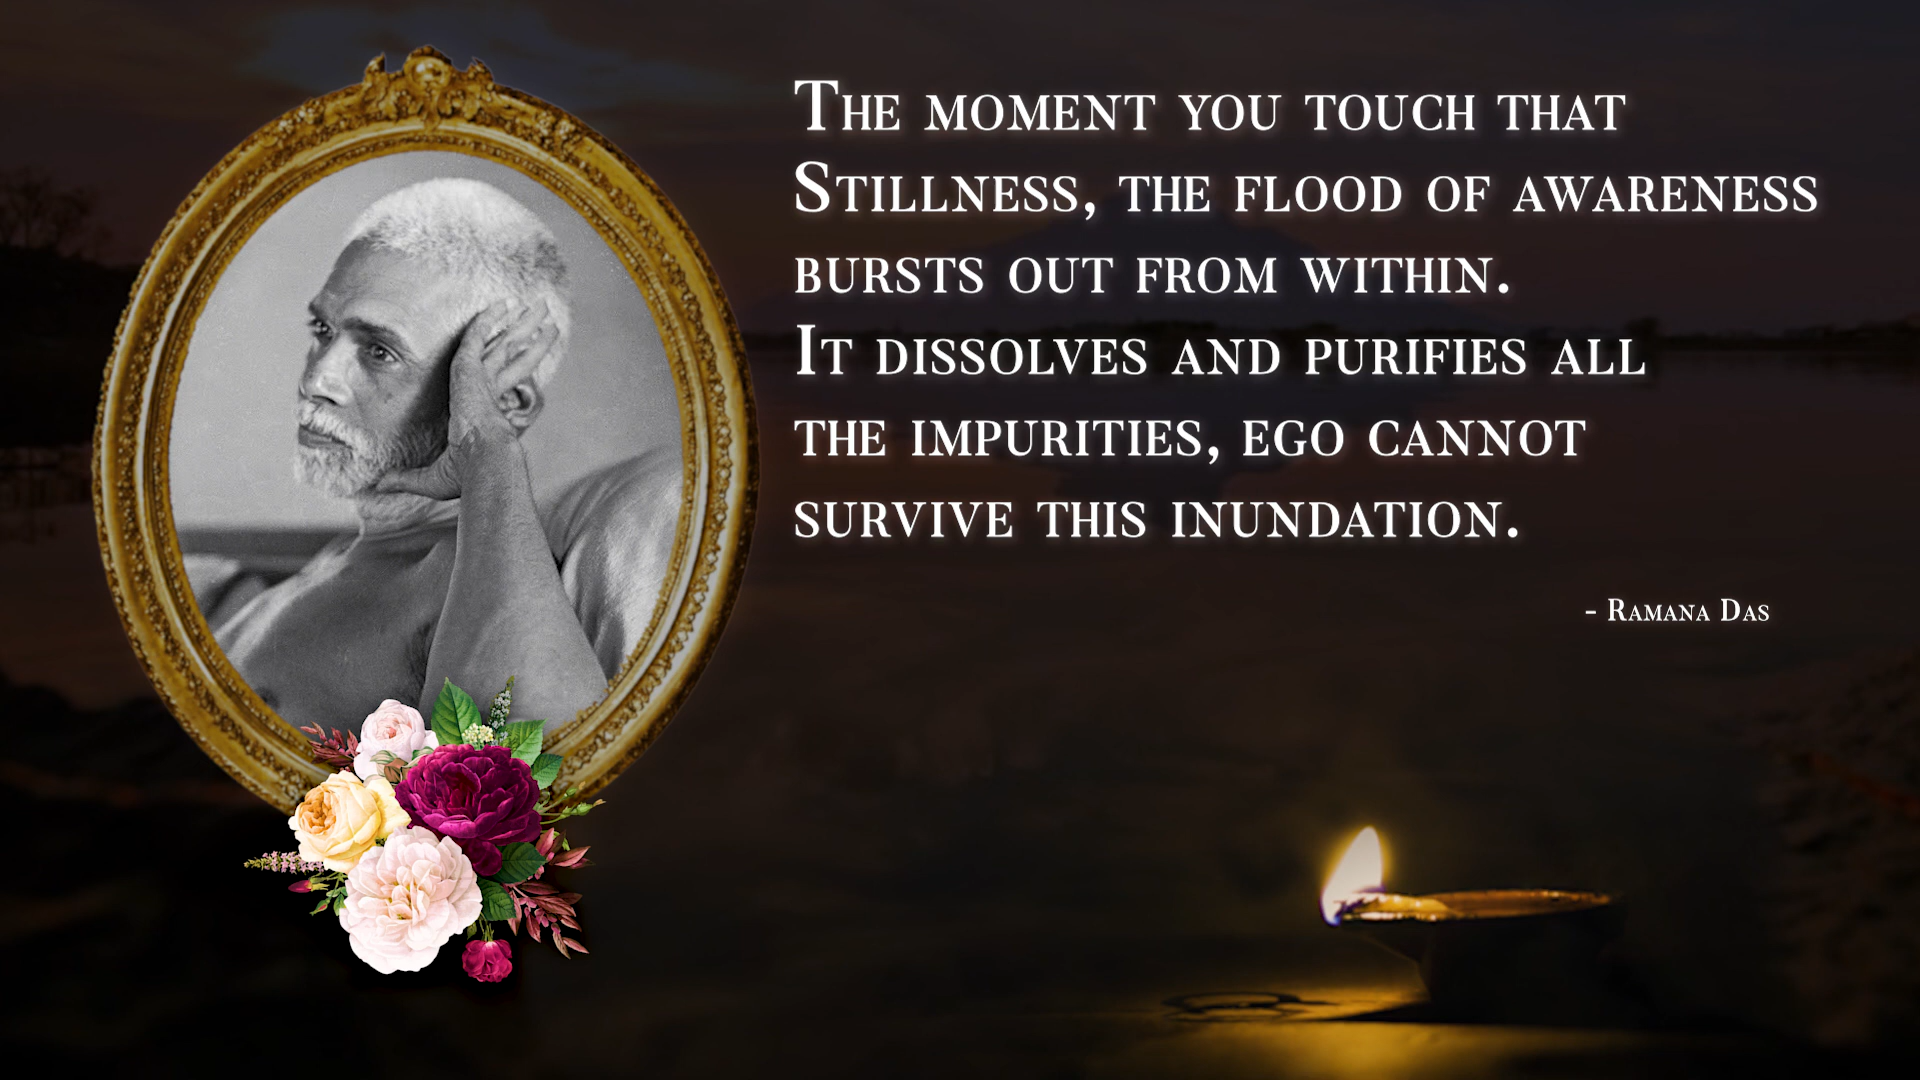 The moment you touch that
Stillness, the flood of awareness
bursts out from within.
It dissolves and purifies all
the impurities, ego cannot
survive this inundation.
- Ramana Das